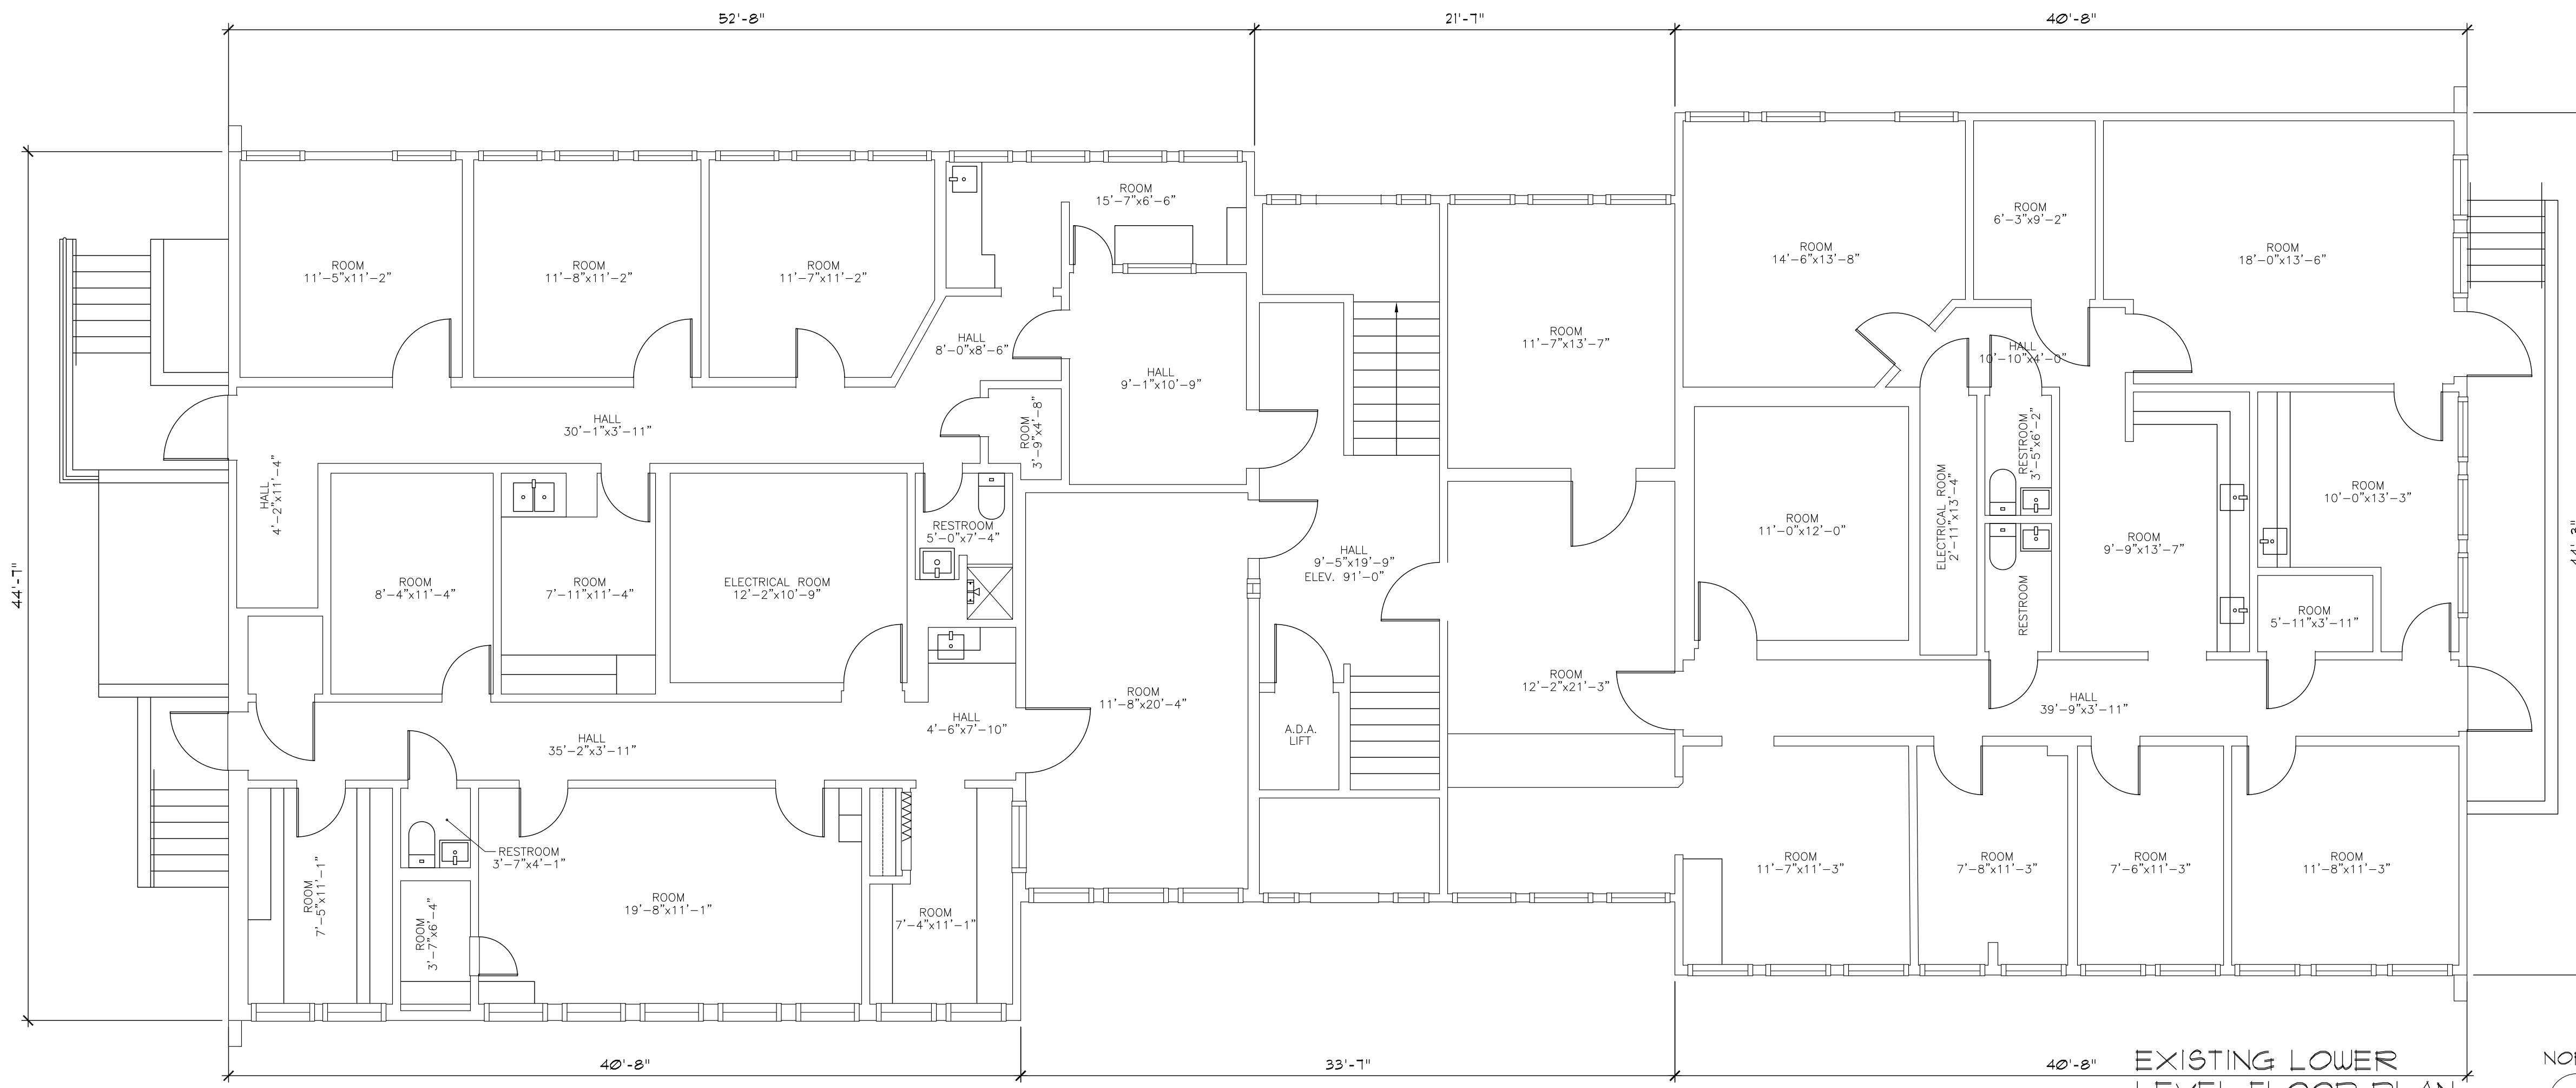 52'-8"
21'-7"
40'-8"
ROOM
15'-7"x6'-6"
ROOM
11'-5"x11'-2"
ROOM
11'-8"x11'-2"
ROOM
11'-7"x11'-2"
ROOM
14'-6"x13'-8"
ROOM
6'-3"x9'-2"
ROOM
18'-0"x13'-6"
HALL
8'-0"x8'-6"
HALL
9'-1"x10'-9"
ROOM
11'-7"x13'-7"
HALL
10'-10"x4'-0"
HALL
30'-1"x3'-11"
ROOM
3'-9"x4'-8"
HALL
4'-2"x11'-4"
RESTROOM
3'-5"x6'-2"
ELECTRICAL ROOM
2'-11"x13'-4"
ROOM
10'-0"x13'-3"
ROOM
11'-0"x12'-0"
ROOM
9'-9"x13'-7"
RESTROOM
5'-0"x7'-4"
HALL
9'-5"x19'-9"
ELEV. 91'-0"
44'-7"
ROOM
8'-4"x11'-4"
ROOM
7'-11"x11'-4"
ELECTRICAL ROOM
12'-2"x10'-9"
RESTROOM
ROOM
5'-11"x3'-11"
ROOM
11'-8"x20'-4"
ROOM
12'-2"x21'-3"
HALL
39'-9"x3'-11"
HALL
4'-6"x7'-10"
HALL
35'-2"x3'-11"
A.D.A.
LIFT
RESTROOM
3'-7"x4'-1"
ROOM
7'-5"x11'-1"
ROOM
3'-7"x6'-4"
ROOM
19'-8"x11'-1"
ROOM
7'-4"x11'-1"
ROOM
11'-7"x11'-3"
ROOM
7'-8"x11'-3"
ROOM
7'-6"x11'-3"
ROOM
11'-8"x11'-3"
40'-8"
33'-7"
40'-8"
EXISTING LOWER
LEVEL FLOOR PLAN